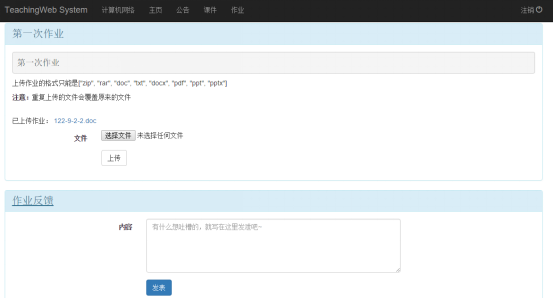 TeachingWeb System 计算机网络 主页 公告 课件 作业 注销
第一次作业
第一次作业
上传作业的格式只能是["zip", "rar", "doc", "txt", "docx", "pdf", "ppt", "pptx"]
注意：重复上传的文件会覆盖原来的文件
已上传作业： 122-9-2-2.doc
文件 选择文件 未选择任何文件
上传
作业反馈
内容 有什么想吐槽的，就写在这里发泄吧~
发表